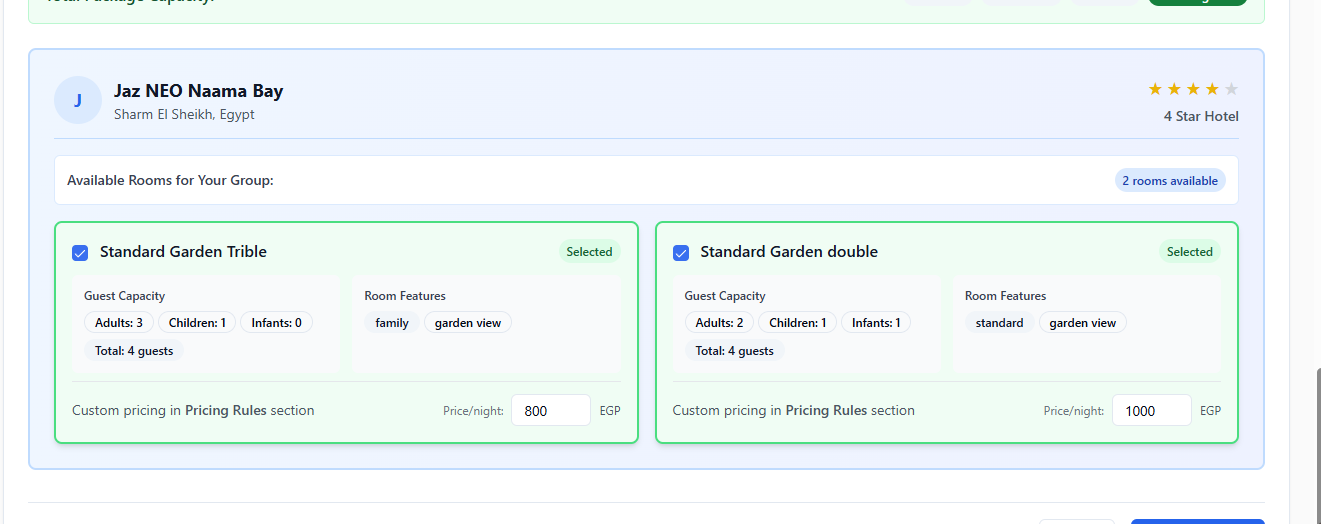 Total Package Capacity:
J
Jaz NEO Naama Bay
Sharm El Sheikh, Egypt
4 Star Hotel
Available Rooms for Your Group:
2 rooms available
Standard Garden Trible
Selected
Guest Capacity
Adults: 3 Children: 1 Infants: 0
Total: 4 guests
Room Features
family garden view
Custom pricing in Pricing Rules section
Price/night: 800 EGP
Standard Garden double
Selected
Guest Capacity
Adults: 2 Children: 1 Infants: 1
Total: 4 guests
Room Features
standard garden view
Custom pricing in Pricing Rules section
Price/night: 1000 EGP